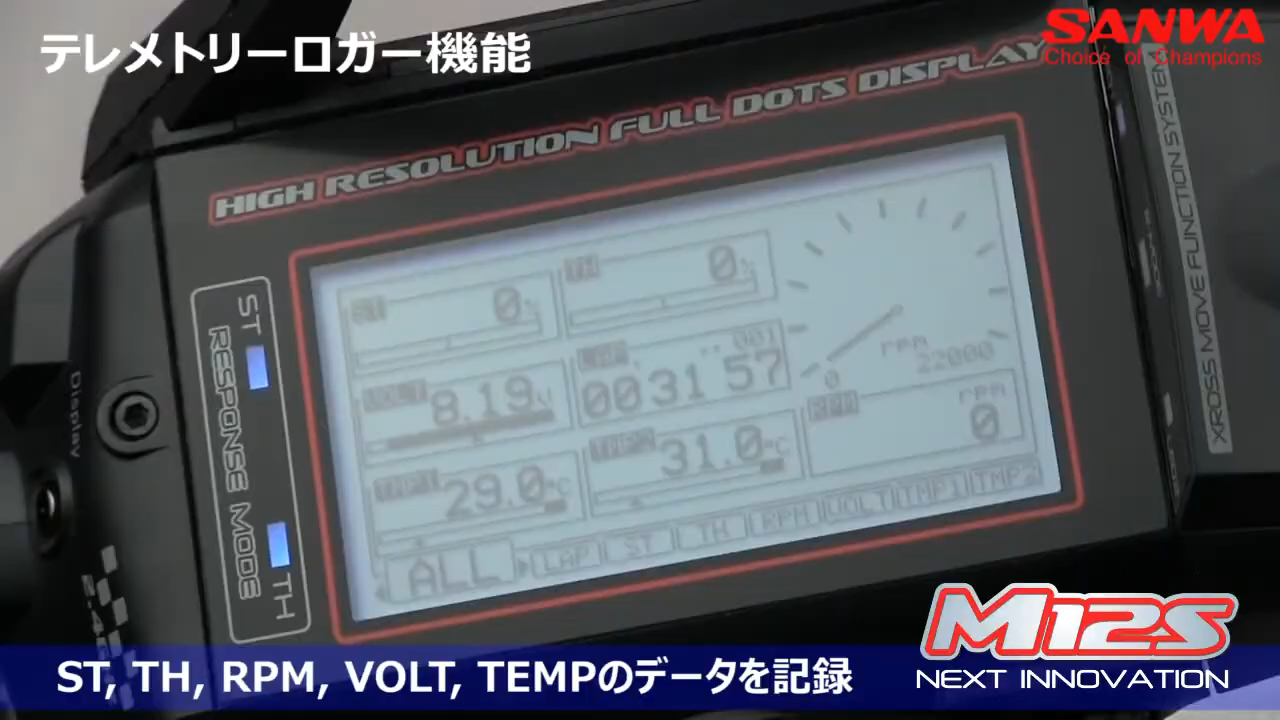 テレメトリーロガー機能
SANWA
Choice of Champions
HIGH RESOLUTION FULL DOTS DISPLAY
XROSS MOVE FUNCTION SYSTEM
ST
RESPONSE MODE
TH
Display
ST 0%
TH 0%
VOLT 8.19V
LAP 001
00 31 57
rpm
0 22000
TMP1 29.0°C
TMP2 31.0°C
RPM rpm
0
ALL LAP ST TH RPM VOLT TMP1 TMP2
M12S
NEXT INNOVATION
ST, TH, RPM, VOLT, TEMPのデータを記録